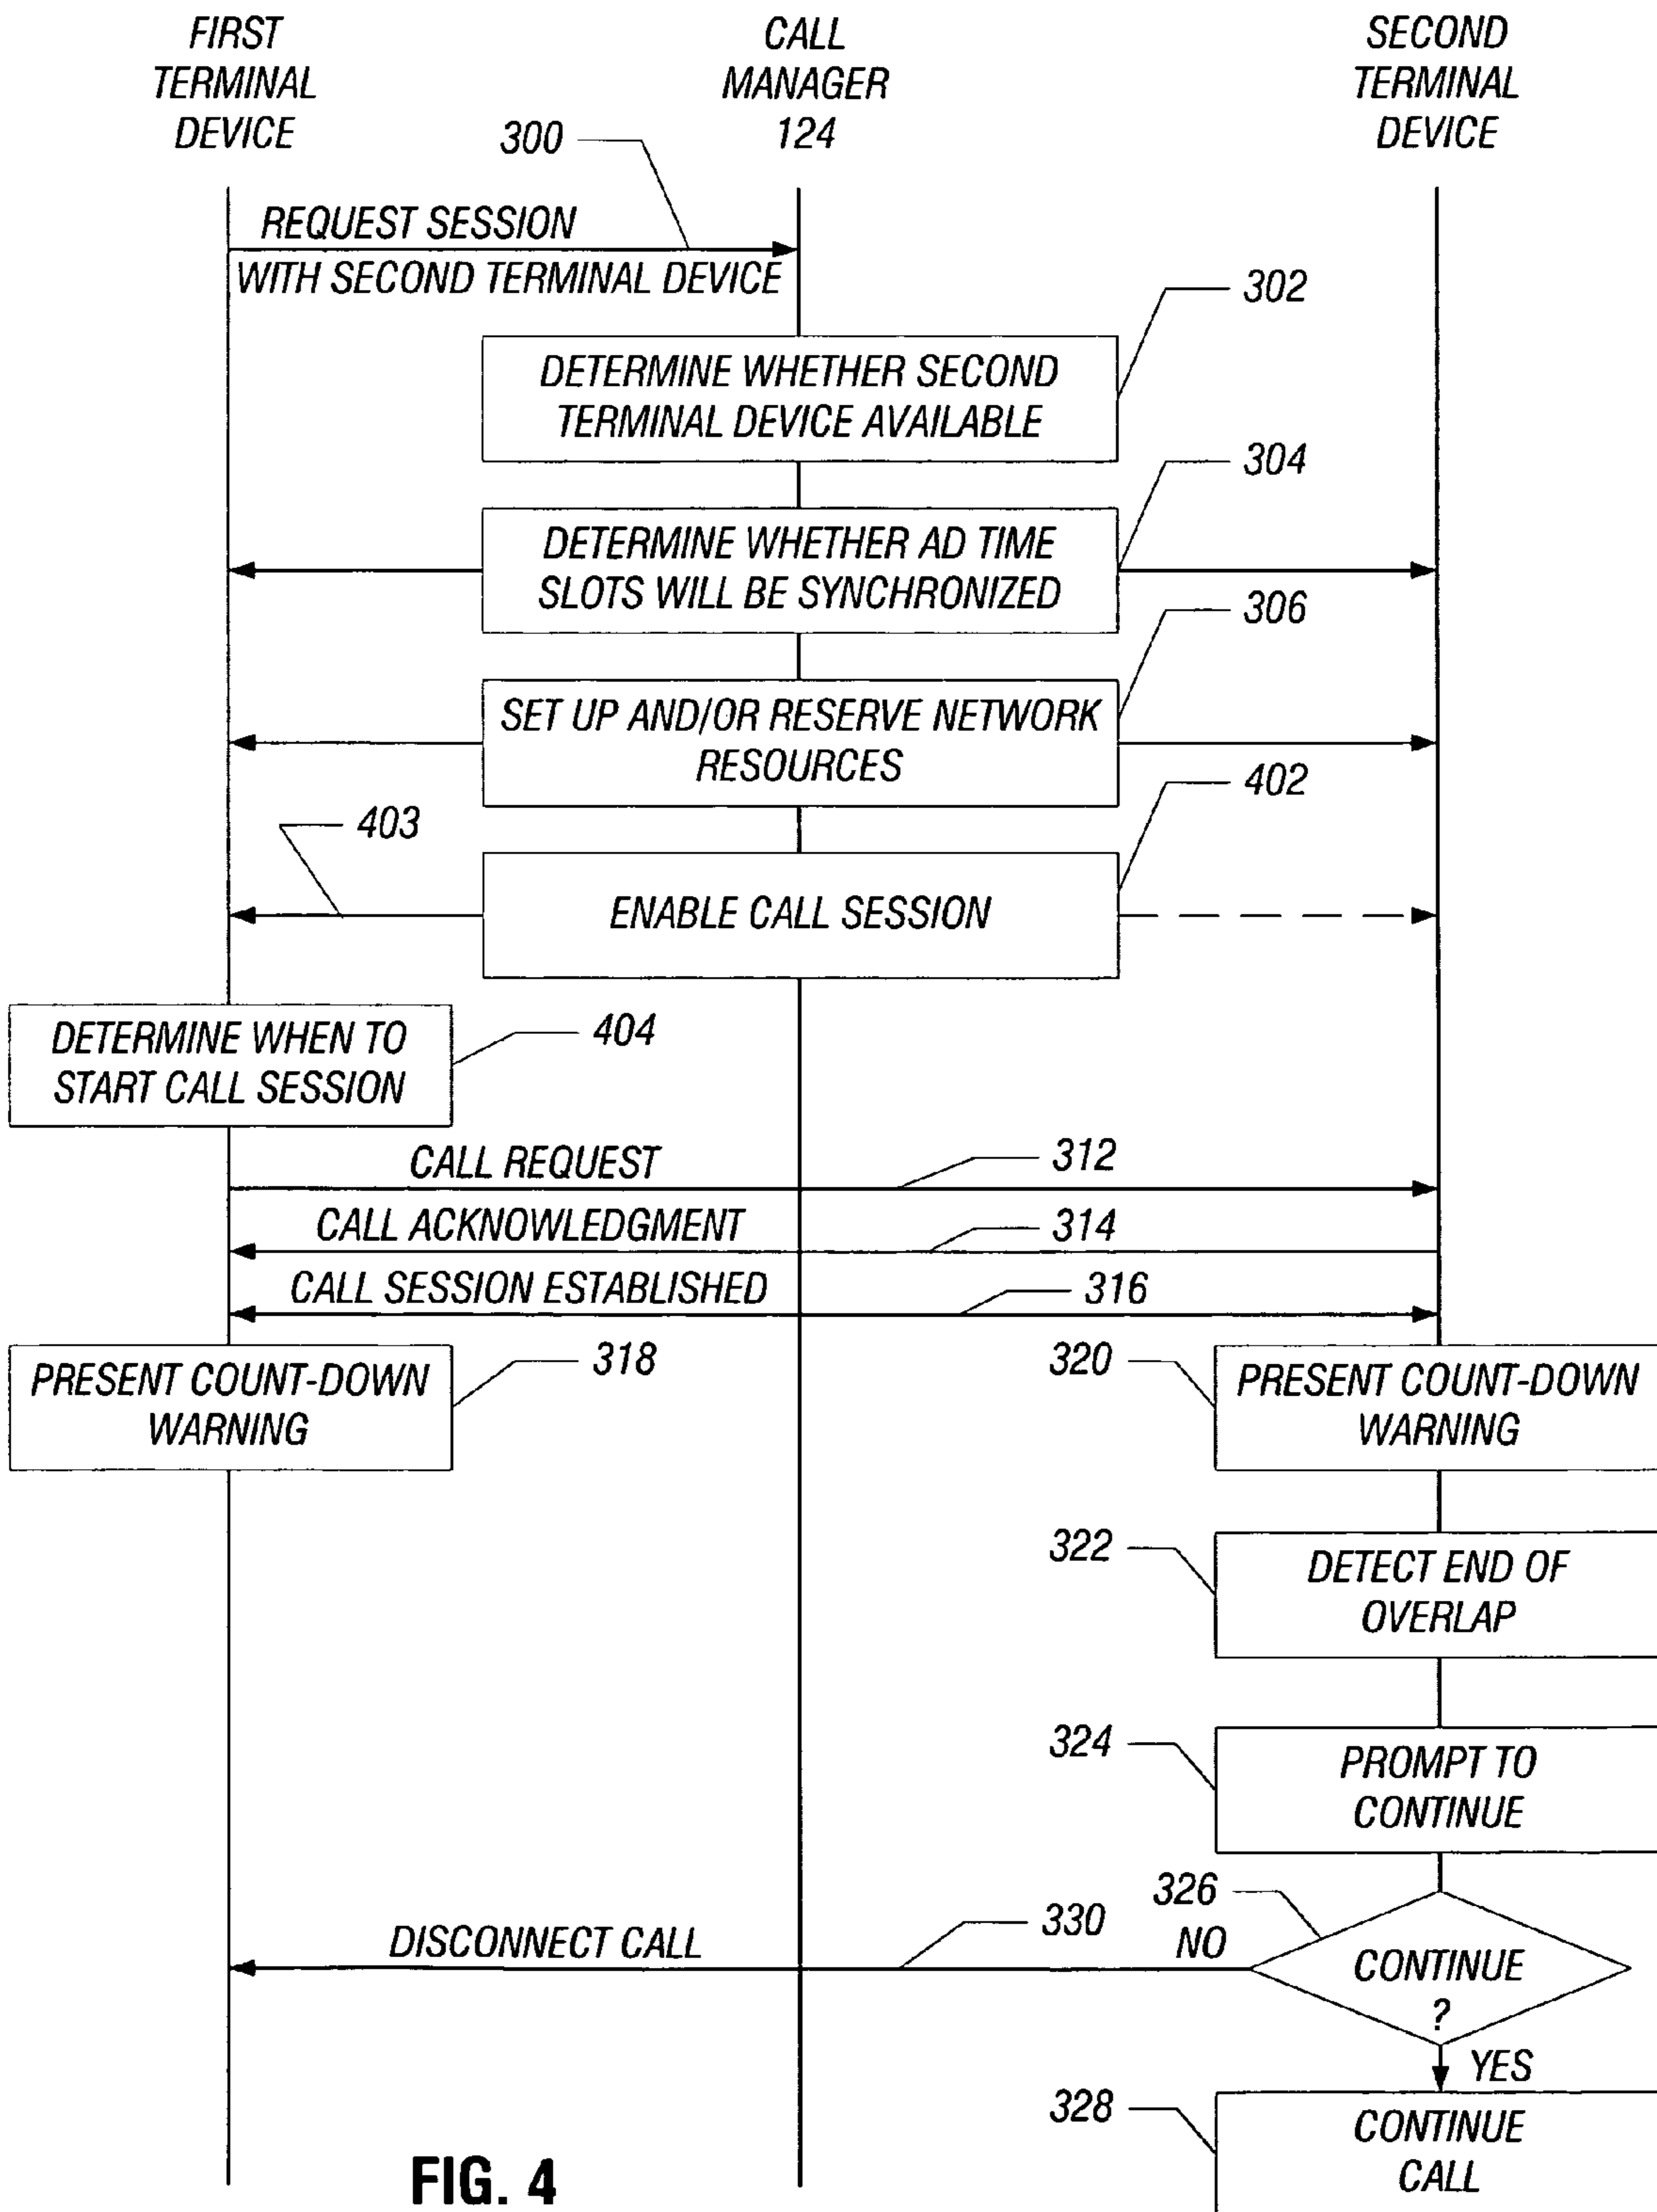 FIRST
TERMINAL
DEVICE
CALL
MANAGER
124
SECOND
TERMINAL
DEVICE
300
REQUEST SESSION
WITH SECOND TERMINAL DEVICE
302
DETERMINE WHETHER SECOND
TERMINAL DEVICE AVAILABLE
304
DETERMINE WHETHER AD TIME
SLOTS WILL BE SYNCHRONIZED
306
SET UP AND/OR RESERVE NETWORK
RESOURCES
402
403
ENABLE CALL SESSION
DETERMINE WHEN TO
START CALL SESSION
404
CALL REQUEST
312
CALL ACKNOWLEDGMENT
314
CALL SESSION ESTABLISHED
316
PRESENT COUNT-DOWN
WARNING
318
320
PRESENT COUNT-DOWN
WARNING
322
DETECT END OF
OVERLAP
324
PROMPT TO
CONTINUE
326
DISCONNECT CALL
330
NO
CONTINUE
?
YES
328
CONTINUE
CALL
FIG. 4